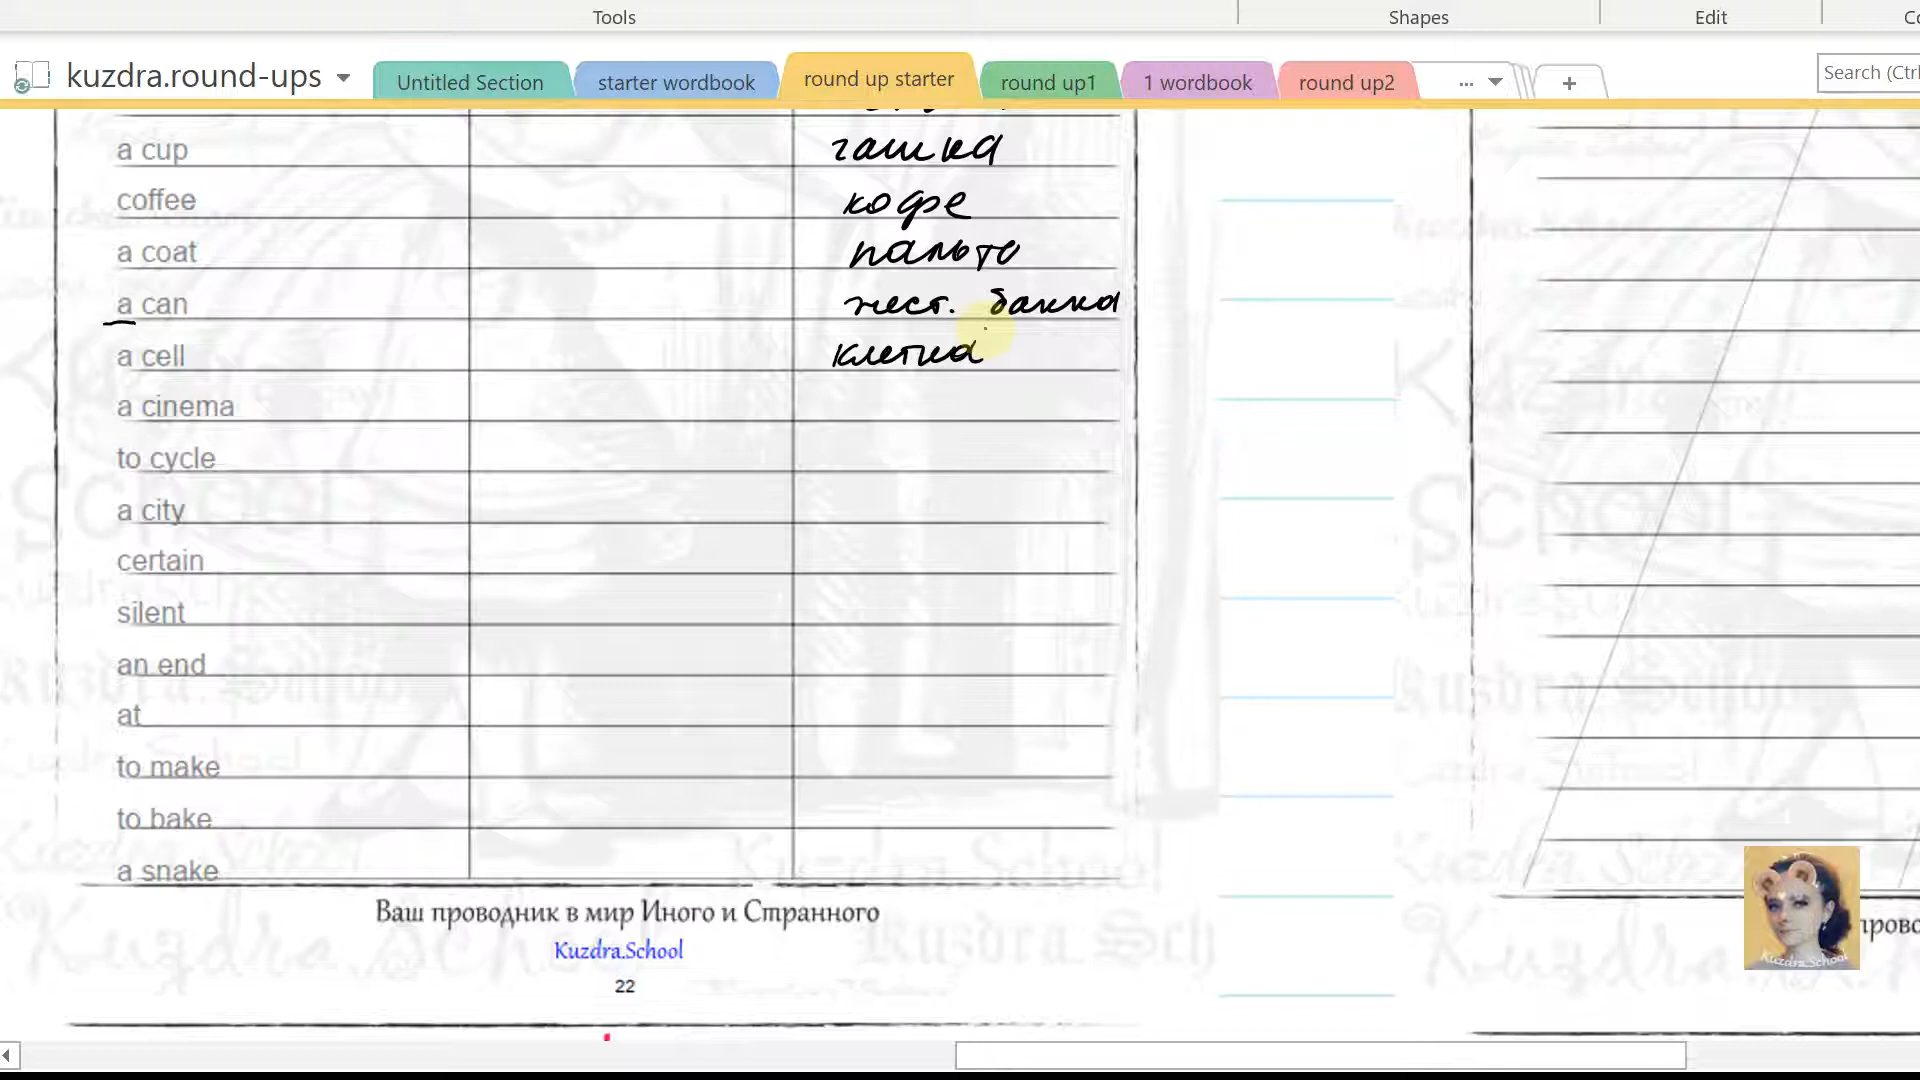 Tools Shapes Edit
kuzdra.round-ups Untitled Section starter wordbook round up starter round up1 1 wordbook round up2 ... + Search (Ctrl
a cup чашка
coffee кофе
a coat пальто
a can жест. банка
a cell клетка
a cinema
to cycle
a city
certain
silent
an end
at
to make
to bake
a snake
Ваш проводник в мир Иного и Странного
Kuzdra.School
22
Kuzdra.School